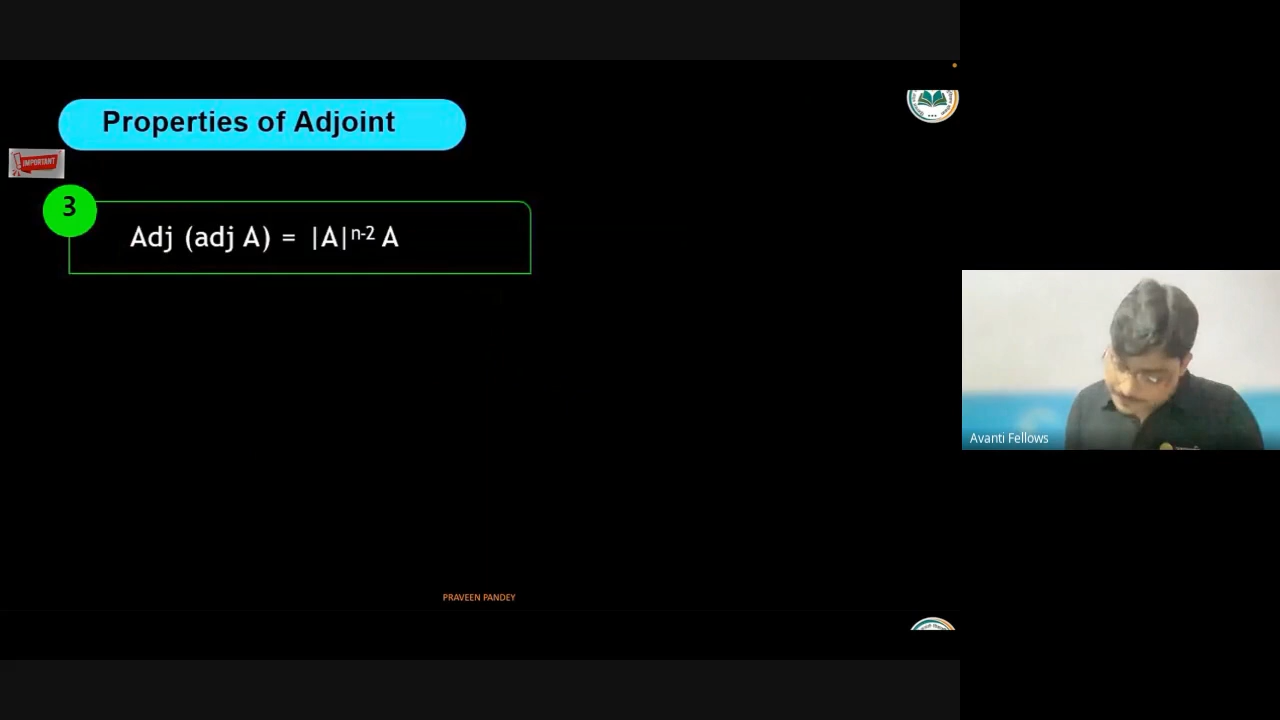 Properties of Adjoint
IMPORTANT
3
Adj (adj A) = |A|ⁿ⁻² A
Avanti Fellows
PRAVEEN PANDEY